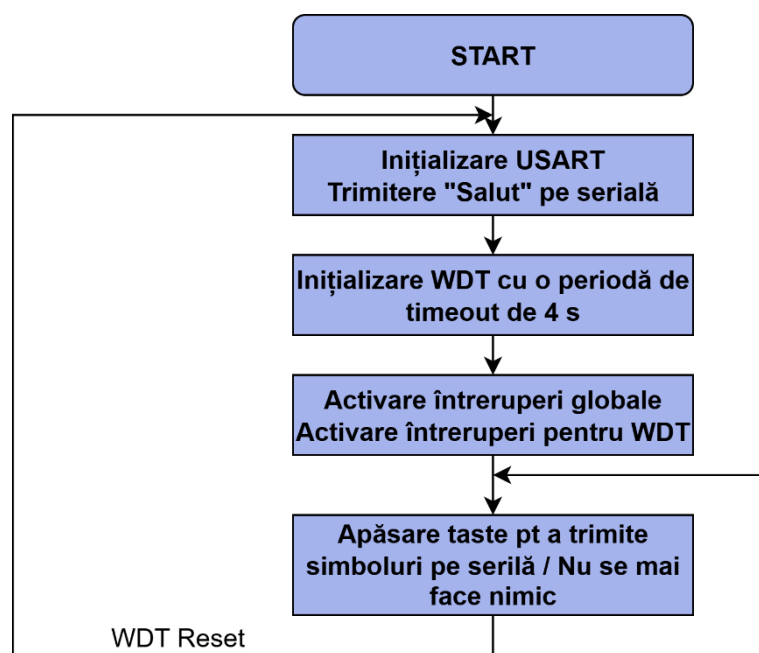 START
Inițializare USART
Trimitere "Salut" pe serială
Inițializare WDT cu o periodă de
timeout de 4 s
Activare întreruperi globale
Activare întreruperi pentru WDT
Apăsare taste pt a trimite
simboluri pe serilă / Nu se mai
face nimic
WDT Reset